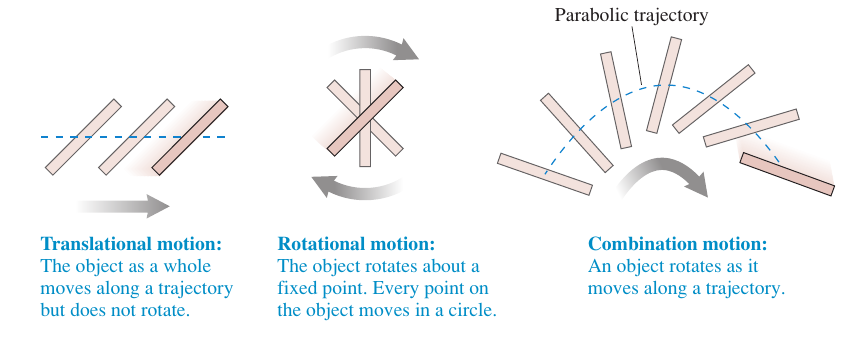 Parabolic trajectory
Translational motion:
The object as a whole
moves along a trajectory
but does not rotate.
Rotational motion:
The object rotates about a
fixed point. Every point on
the object moves in a circle.
Combination motion:
An object rotates as it
moves along a trajectory.